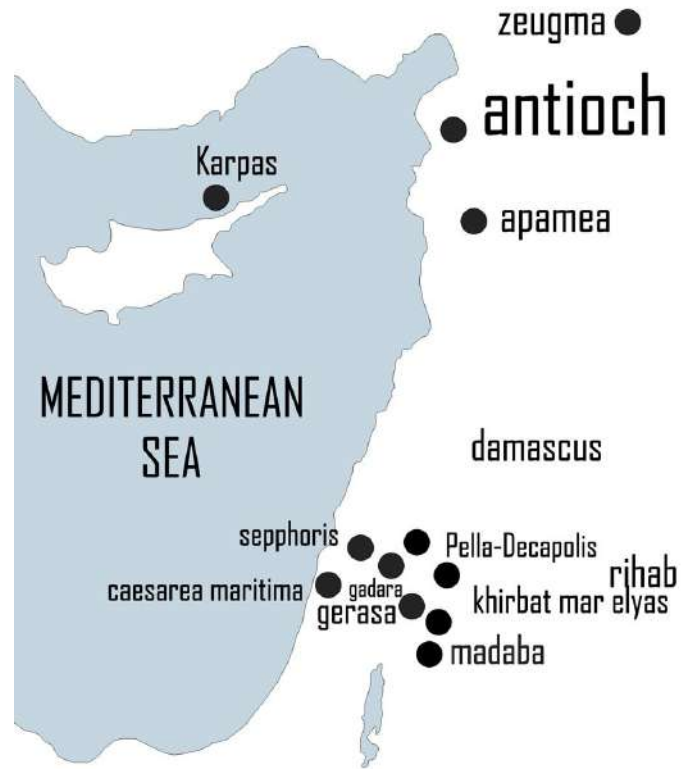 zeugma
antioch
Karpas
apamea
MEDITERRANEAN
SEA
damascus
sepphoris
Pella-Decapolis
rihab
caesarea maritima
gadara
khirbat mar elyas
gerasa
madaba